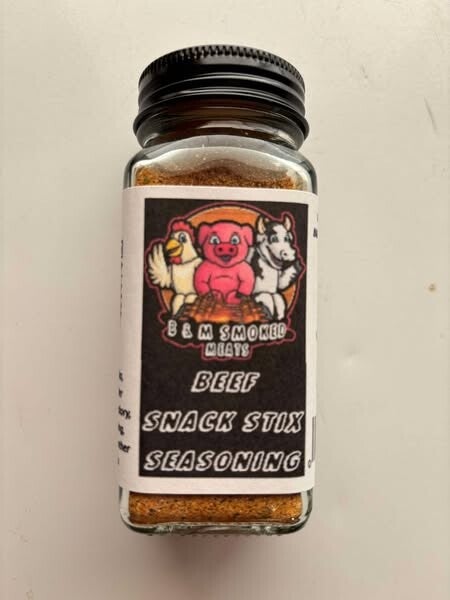 B & M SMOKED
MEATS
BEEF
SNACK STIX
SEASONING